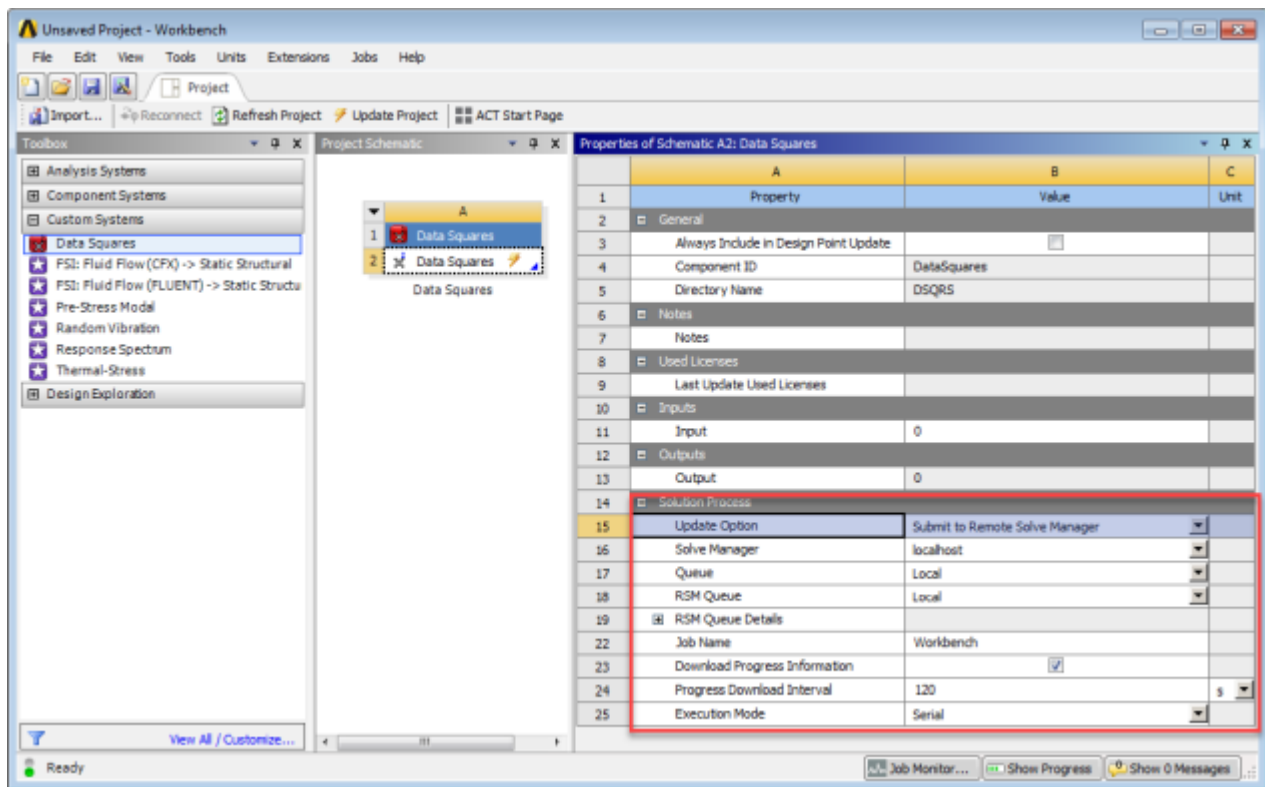 Unsaved Project - Workbench
File Edit View Tools Units Extensions Jobs Help
Project
Import... Reconnect Refresh Project Update Project ACT Start Page
Toolbox
Analysis Systems
Component Systems
Custom Systems
Data Squares
FSI: Fluid Flow (CFX) -> Static Structural
FSI: Fluid Flow (FLUENT) -> Static Structu
Pre-Stress Modal
Random Vibration
Response Spectrum
Thermal-Stress
Design Exploration
View All / Customize...
Project Schematic
A
1 Data Squares
2 Data Squares
Data Squares
Properties of Schematic A2: Data Squares
A B C
1 Property Value Unit
2 General
3 Always Include in Design Point Update
4 Component ID DataSquares
5 Directory Name DSQRS
6 Notes
7 Notes
8 Used Licenses
9 Last Update Used Licenses
10 Inputs
11 Input 0
12 Outputs
13 Output 0
14 Solution Process
15 Update Option Submit to Remote Solve Manager
16 Solve Manager localhost
17 Queue Local
18 RSM Queue Local
19 RSM Queue Details
22 Job Name Workbench
23 Download Progress Information
24 Progress Download Interval 120 s
25 Execution Mode Serial
Ready Job Monitor... Show Progress Show 0 Messages